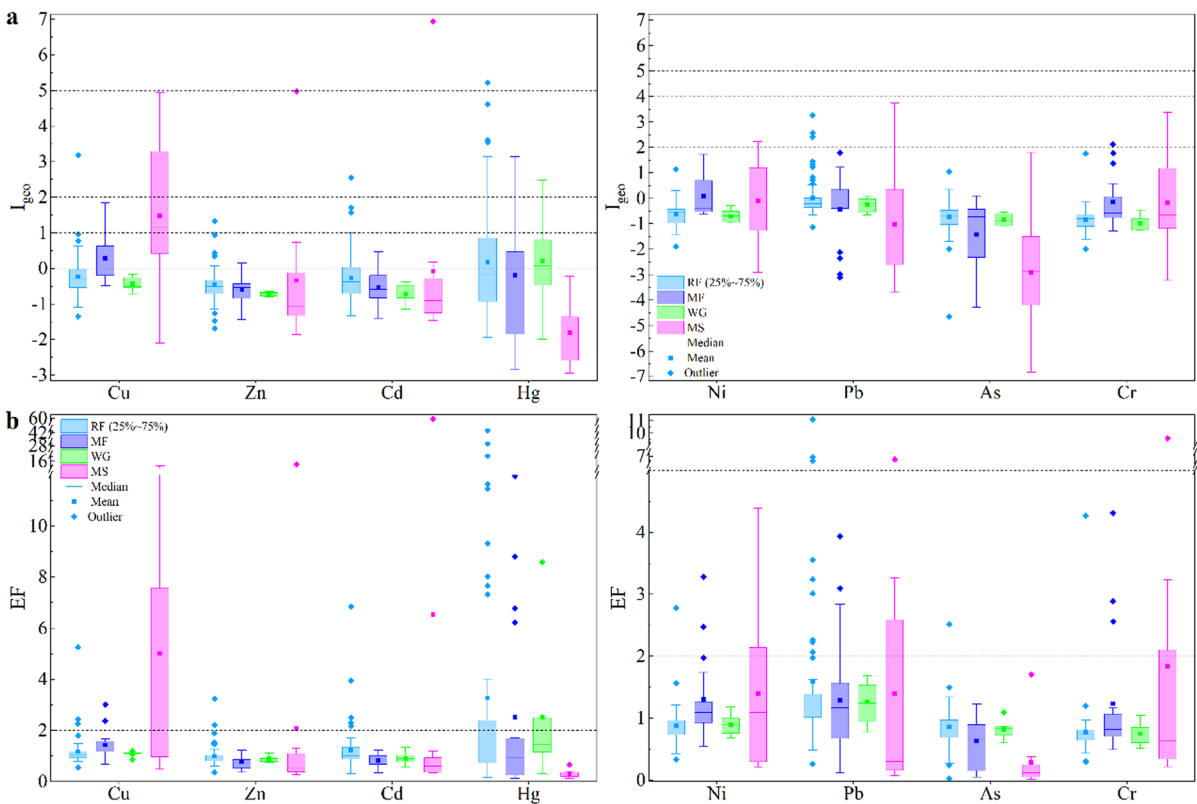 a
7
6
5
4
3
2
1
0
-1
-2
-3
I_geo
Cu Zn Cd Hg
7
6
5
4
3
2
1
0
-1
-2
-3
-4
-5
-6
-7
I_geo
RF (25%~75%)
MF
WG
MS
Median
Mean
Outlier
Ni Pb As Cr
b
60
42
28
16
10
8
6
4
2
0
EF
RF (25%~75%)
MF
WG
MS
Median
Mean
Outlier
Cu Zn Cd Hg
11
10
7
4
3
2
1
0
EF
Ni Pb As Cr